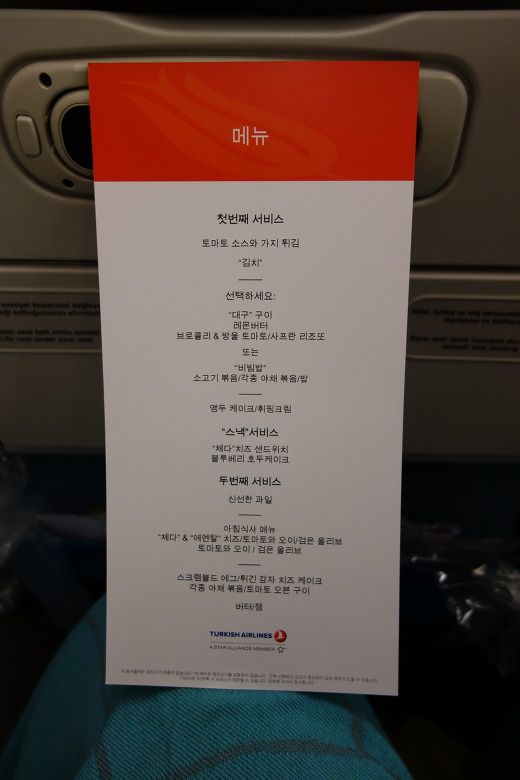 메뉴
첫번째 서비스
토마토 소스와 가지 튀김
"김치"
선택하세요:
"대구" 구이
레몬버터
브로콜리 & 방울 토마토/사프란 리조또
또는
"비빔밥"
소고기 볶음/각종 야채 볶음/밥
앵두 케이크/휘핑크림
"스낵"서비스
"체다"치즈 샌드위치
블루베리 호두케이크
두번째 서비스
신선한 과일
아침식사 메뉴
"체다" & "에멘탈" 치즈/토마토와 오이/검은 올리브
토마토와 오이 / 검은 올리브
스크램블드 에그/튀긴 감자 치즈 케이크
각종 야채 볶음/토마토 오븐 구이
버터/잼
TURKISH AIRLINES
A STAR ALLIANCE MEMBER